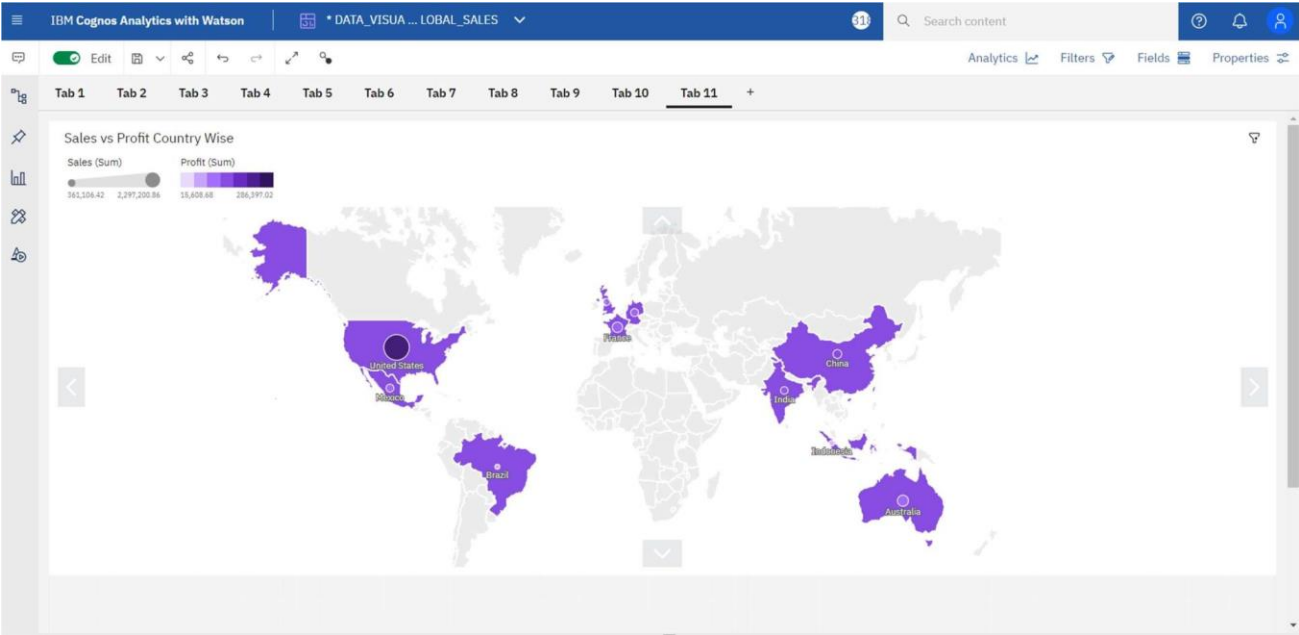 IBM Cognos Analytics with Watson
* DATA_VISUA ... LOBAL_SALES
Search content
Edit
Analytics
Filters
Fields
Properties
Tab 1
Tab 2
Tab 3
Tab 4
Tab 5
Tab 6
Tab 7
Tab 8
Tab 9
Tab 10
Tab 11
+
Sales vs Profit Country Wise
Sales (Sum)
Profit (Sum)
361,106.42
2,297,200.86
15,608.68
286,397.02
United States
Mexico
Brazil
France
China
India
Indonesia
Australia